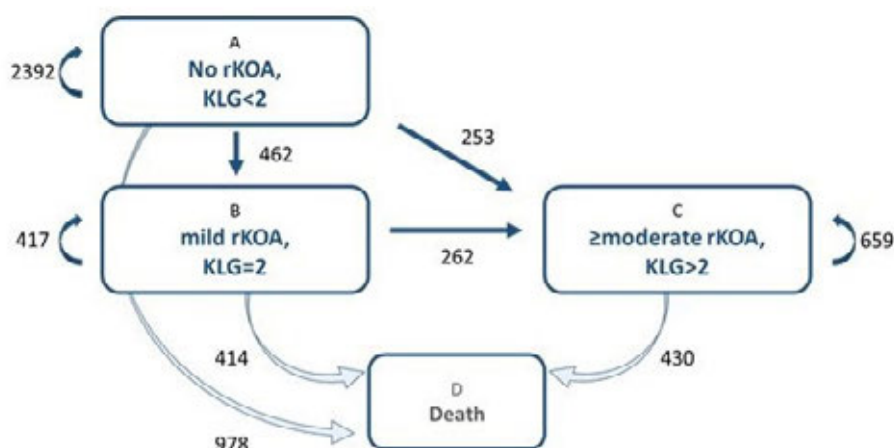 A
No rKOA,
KLG<2
2392
462
253
B
mild rKOA,
KLG=2
417
262
C
≥moderate rKOA,
KLG>2
659
414
430
D
Death
978